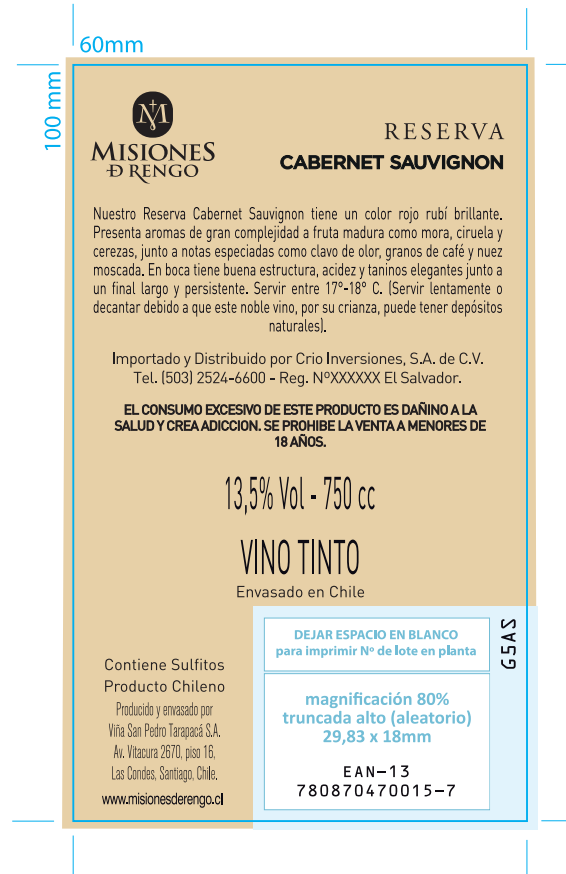 60mm
100 mm
M
MISIONES
D RENGO
RESERVA
CABERNET SAUVIGNON
Nuestro Reserva Cabernet Sauvignon tiene un color rojo rubí brillante.
Presenta aromas de gran complejidad a fruta madura como mora, ciruela y
cerezas, junto a notas especiadas como clavo de olor, granos de café y nuez
moscada. En boca tiene buena estructura, acidez y taninos elegantes junto a
un final largo y persistente. Servir entre 17°-18° C. (Servir lentamente o
decantar debido a que este noble vino, por su crianza, puede tener depósitos
naturales).
Importado y Distribuido por Crio Inversiones, S.A. de C.V.
Tel. (503) 2524-6600 - Reg. NºXXXXXX El Salvador.
EL CONSUMO EXCESIVO DE ESTE PRODUCTO ES DAÑINO A LA
SALUD Y CREA ADICCION. SE PROHIBE LA VENTA A MENORES DE
18 AÑOS.
13,5% Vol - 750 cc
VINO TINTO
Envasado en Chile
Contiene Sulfitos
Producto Chileno
Producido y envasado por
Viña San Pedro Tarapacá S.A.
Av. Vitacura 2670, piso 16,
Las Condes, Santiago, Chile.
www.misionesderengo.cl
DEJAR ESPACIO EN BLANCO
para imprimir Nº de lote en planta
magnificación 80%
truncada alto (aleatorio)
29,83 x 18mm
EAN-13
780870470015-7
G5AS